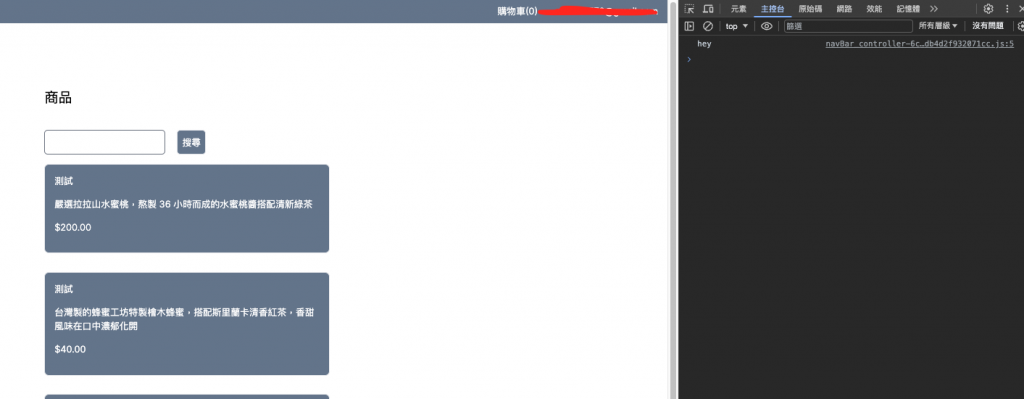 購物車(0)
商品
搜尋
測試
嚴選拉拉山水蜜桃，熬製 36 小時而成的水蜜桃醬搭配清新綠茶
$200.00
測試
台灣製的蜂蜜工坊特製檜木蜂蜜，搭配斯里蘭卡清香紅茶，香甜
風味在口中濃郁化開
$40.00
元素 主控台 原始碼 網路 效能 記憶體
top 篩選 所有層級 沒有問題
hey navBar_controller-6c…db4d2f932071cc.js:5